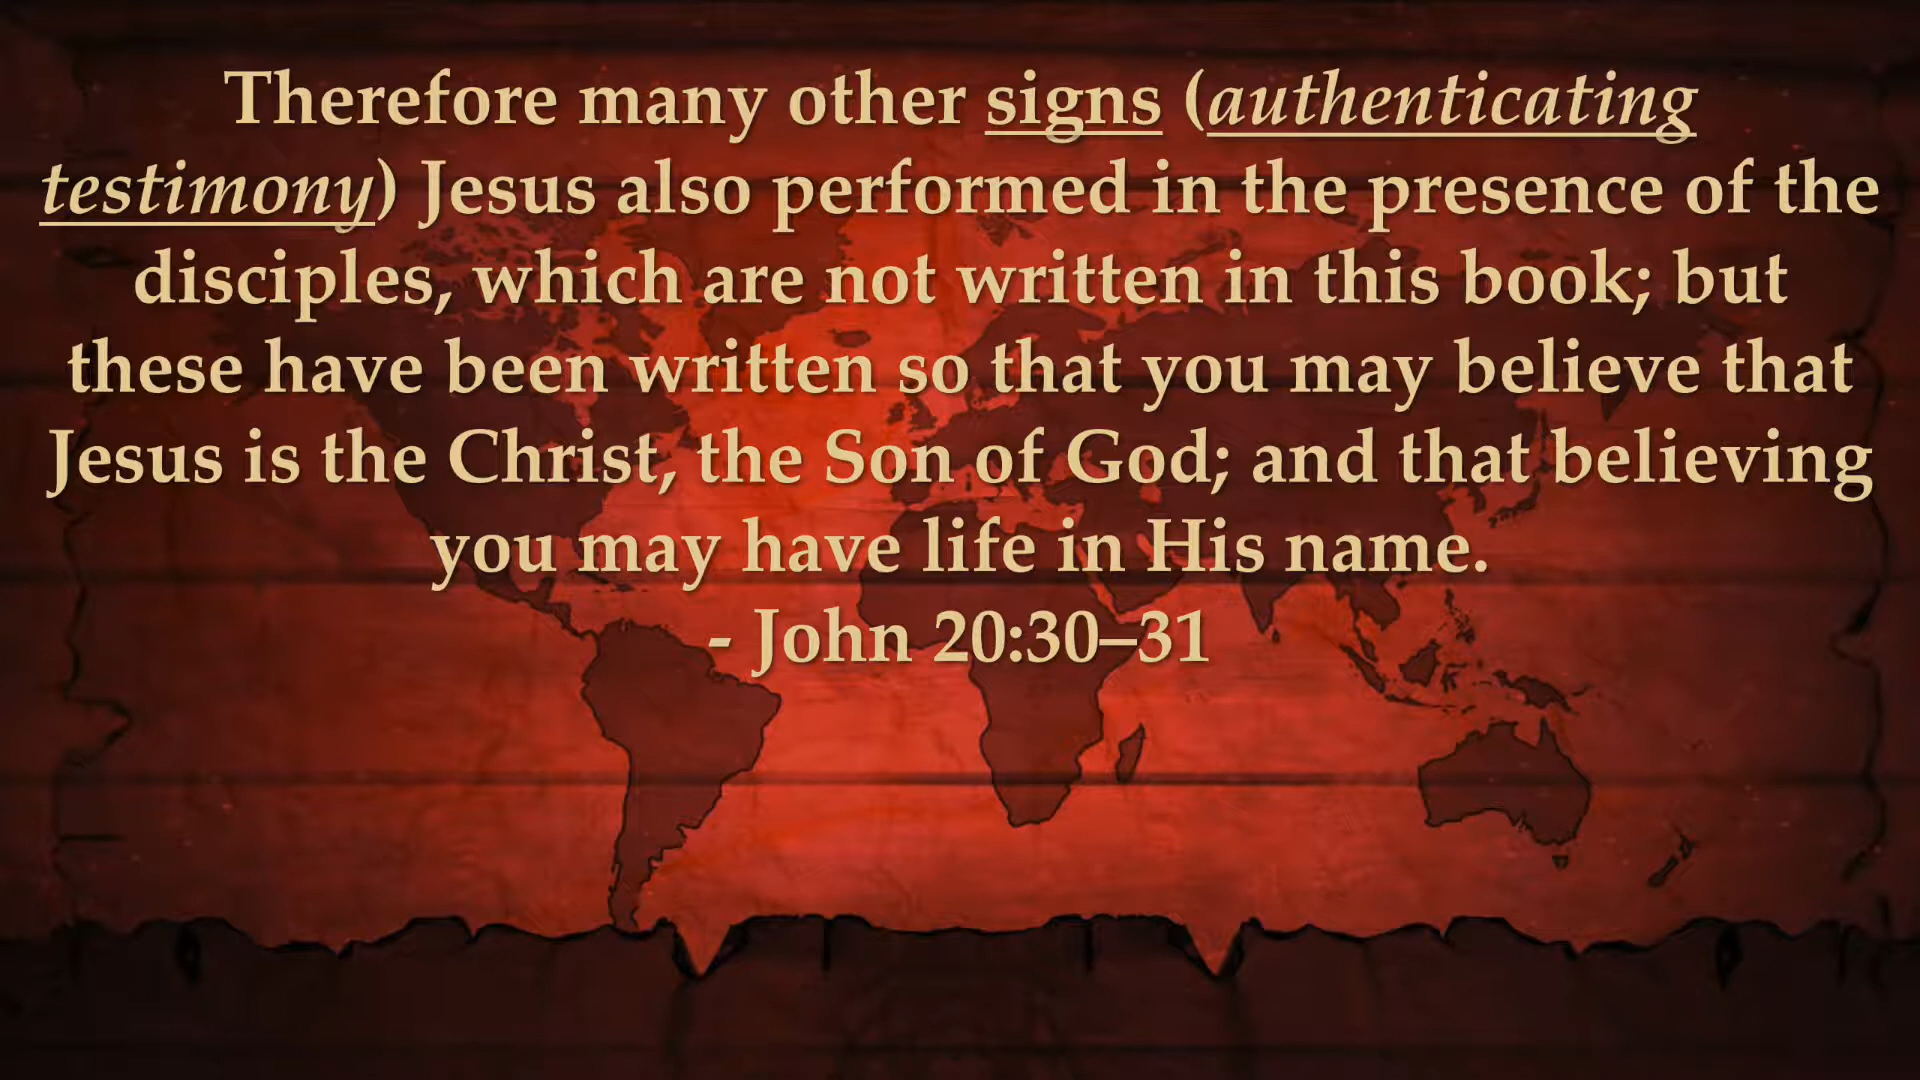 Therefore many other signs (authenticating
testimony) Jesus also performed in the presence of the
disciples, which are not written in this book; but
these have been written so that you may believe that
Jesus is the Christ, the Son of God; and that believing
you may have life in His name.
- John 20:30–31